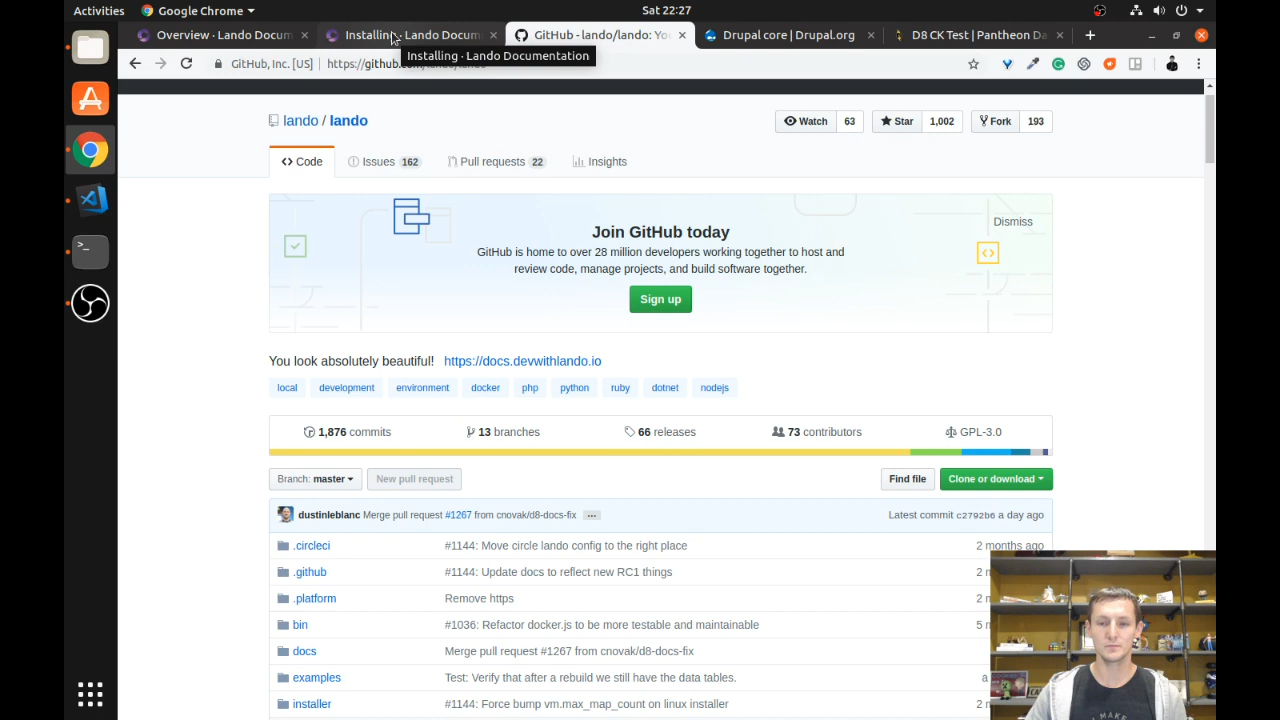 Activities
Google Chrome
Sat 22:27
Overview · Lando Docum
Installing · Lando Docum
GitHub - lando/lando: Yo
Drupal core | Drupal.org
D8 CK Test | Pantheon Da
Installing · Lando Documentation
GitHub, Inc. [US]
https://github.com/lando/lando
lando / lando
Watch 63
Star 1,002
Fork 193
Code
Issues 162
Pull requests 22
Insights
Join GitHub today
Dismiss
GitHub is home to over 28 million developers working together to host and
review code, manage projects, and build software together.
Sign up
You look absolutely beautiful! https://docs.devwithlando.io
local development environment docker php python ruby dotnet nodejs
1,876 commits
13 branches
66 releases
73 contributors
GPL-3.0
Branch: master
New pull request
Find file
Clone or download
dustinleblanc Merge pull request #1267 from cnovak/d8-docs-fix
Latest commit c2792b6 a day ago
.circleci #1144: Move circle lando config to the right place 2 months ago
.github #1144: Update docs to reflect new RC1 things 2 m
.platform Remove https 2 m
bin #1036: Refactor docker.js to be more testable and maintainable 5 m
docs Merge pull request #1267 from cnovak/d8-docs-fix
examples Test: Verify that after a rebuild we still have the data tables. a
installer #1144: Force bump vm.max_map_count on linux installer 2 m
I MAKE